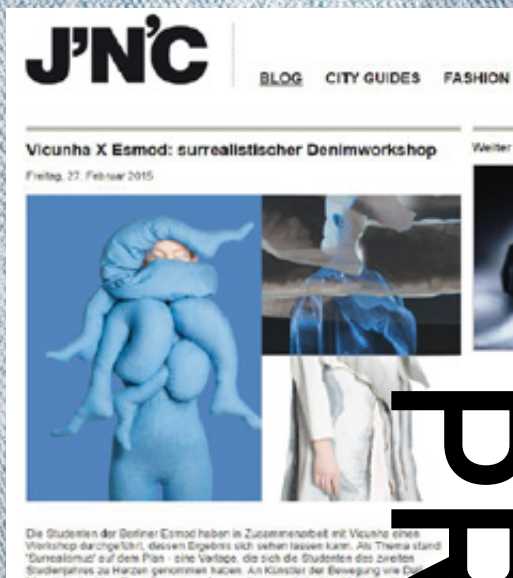 J'N'C
BLOG CITY GUIDES FASHION
Vicunha X Esmod: surrealistischer Denimworkshop
Weiter
Freitag, 27. Februar 2015
Die Studenten der Berliner Esmod haben in Zusammenarbeit mit Vicunha einen
Workshop durchgeführt, dessen Ergebnis sich sehen lassen kann. Als Thema stand
'Surrealismus' auf dem Plan - eine Vorlage, die sich die Studenten des zweiten
Studienjahres zu Herzen genommen haben. An Künstler der Bewegung wie
PR